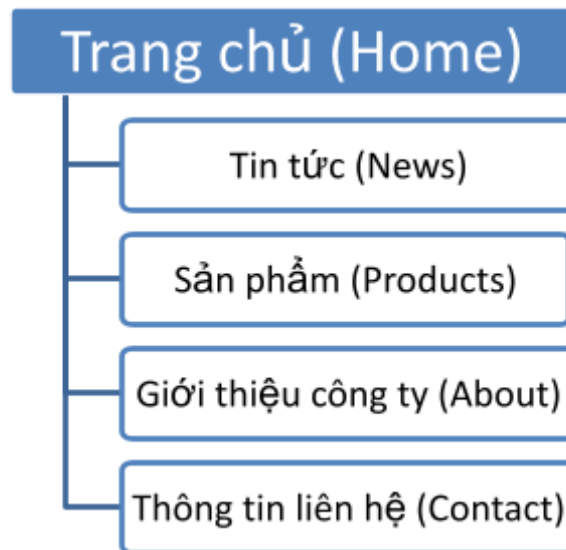 Trang chủ (Home)
Tin tức (News)
Sản phẩm (Products)
Giới thiệu công ty (About)
Thông tin liên hệ (Contact)